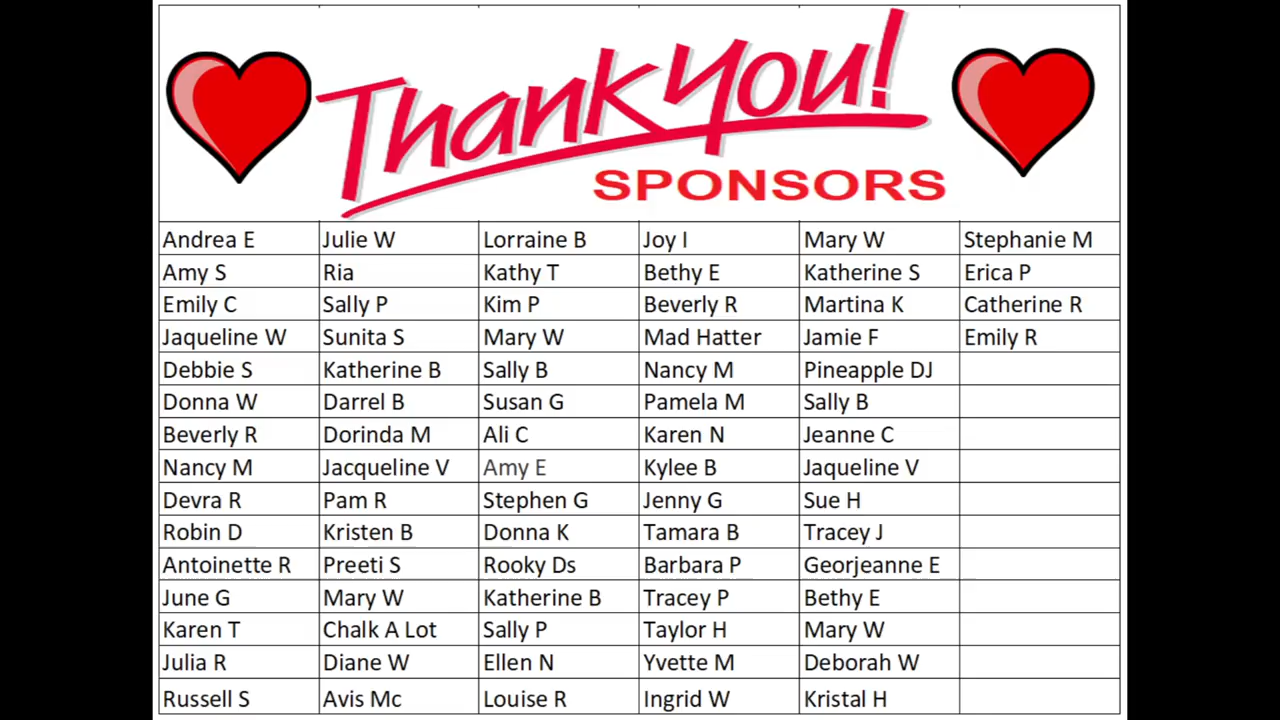 Thank You!
SPONSORS
Andrea E Julie W Lorraine B Joy I Mary W Stephanie M
Amy S Ria Kathy T Bethy E Katherine S Erica P
Emily C Sally P Kim P Beverly R Martina K Catherine R
Jaqueline W Sunita S Mary W Mad Hatter Jamie F Emily R
Debbie S Katherine B Sally B Nancy M Pineapple DJ
Donna W Darrel B Susan G Pamela M Sally B
Beverly R Dorinda M Ali C Karen N Jeanne C
Nancy M Jacqueline V Amy E Kylee B Jaqueline V
Devra R Pam R Stephen G Jenny G Sue H
Robin D Kristen B Donna K Tamara B Tracey J
Antoinette R Preeti S Rooky Ds Barbara P Georjeanne E
June G Mary W Katherine B Tracey P Bethy E
Karen T Chalk A Lot Sally P Taylor H Mary W
Julia R Diane W Ellen N Yvette M Deborah W
Russell S Avis Mc Louise R Ingrid W Kristal H